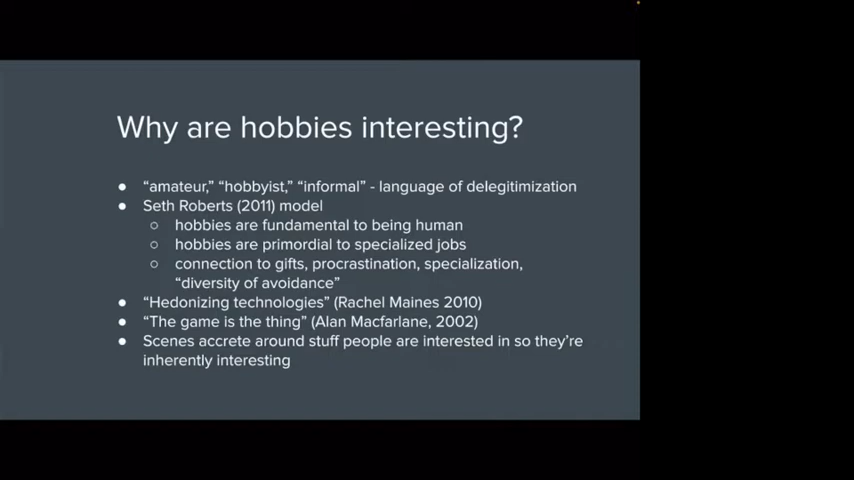 Why are hobbies interesting?
● “amateur,” “hobbyist,” “informal” - language of delegitimization
● Seth Roberts (2011) model
○ hobbies are fundamental to being human
○ hobbies are primordial to specialized jobs
○ connection to gifts, procrastination, specialization,
“diversity of avoidance”
● “Hedonizing technologies” (Rachel Maines 2010)
● “The game is the thing” (Alan Macfarlane, 2002)
● Scenes accrete around stuff people are interested in so they’re
inherently interesting